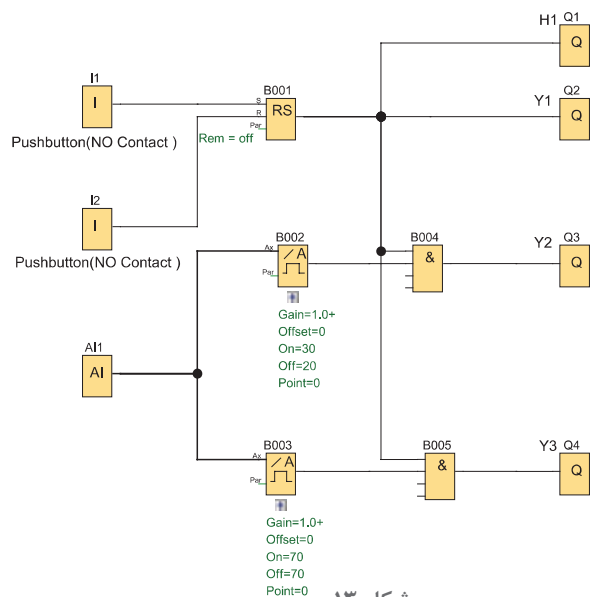 H1 Q1
Q
I1
I
Pushbutton(NO Contact )
B001
S
R
Par
RS
Rem = off
Y1 Q2
Q
I2
I
Pushbutton(NO Contact )
B002
Ax
Par
/A
Gain=1.0+
Offset=0
On=30
Off=20
Point=0
B004
&
Y2 Q3
Q
AI1
AI
B003
Ax
Par
/A
Gain=1.0+
Offset=0
On=70
Off=70
Point=0
B005
&
Y3 Q4
Q